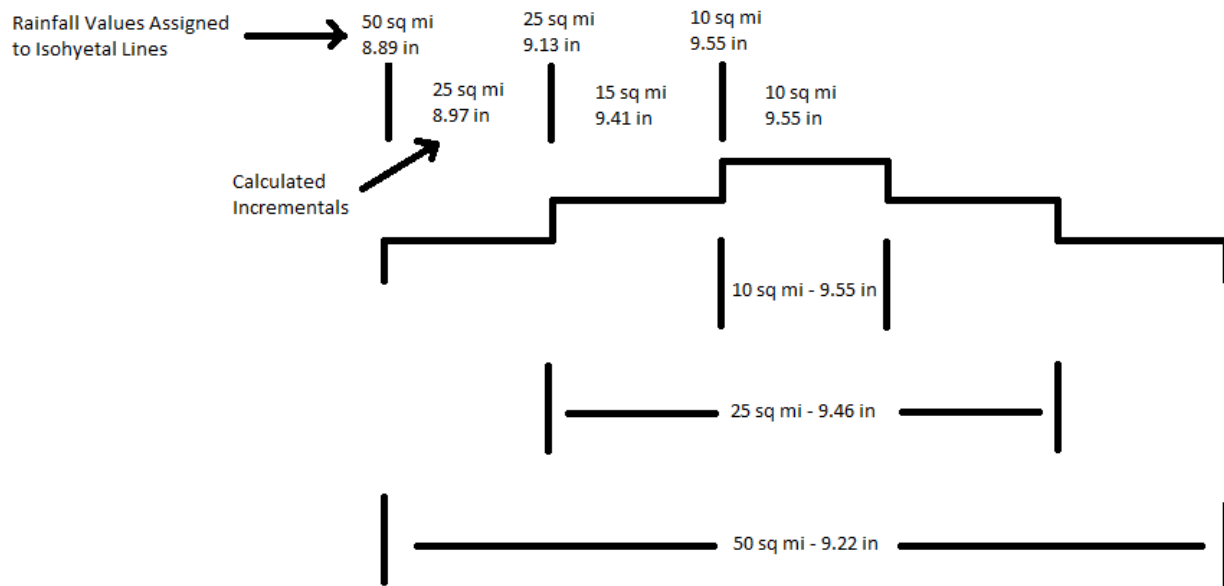 Rainfall Values Assigned
to Isohyetal Lines
50 sq mi
8.89 in
25 sq mi
9.13 in
10 sq mi
9.55 in
25 sq mi
8.97 in
15 sq mi
9.41 in
10 sq mi
9.55 in
Calculated
Incrementals
10 sq mi - 9.55 in
25 sq mi - 9.46 in
50 sq mi - 9.22 in